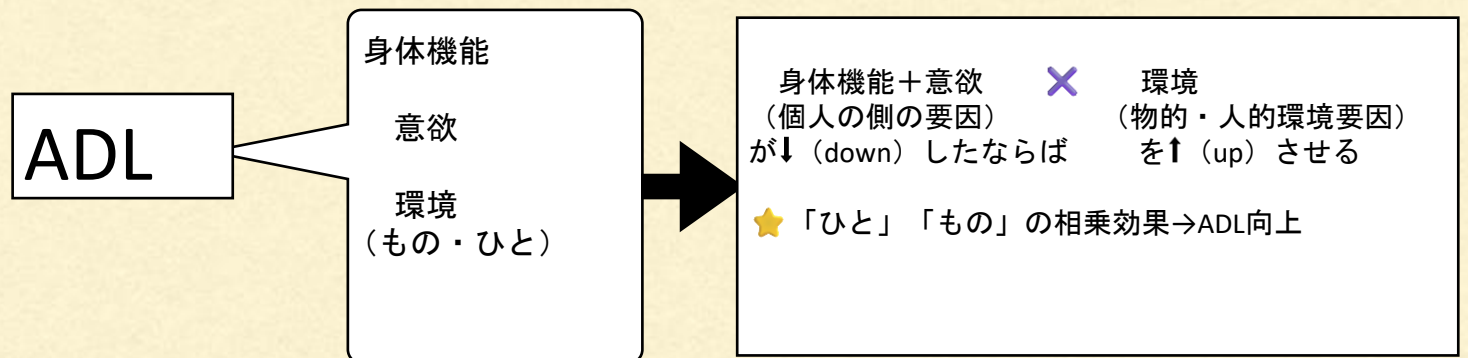 ADL
身体機能
意欲
環境
（もの・ひと）
身体機能＋意欲 ❌ 環境
（個人の側の要因） （物的・人的環境要因）
が⬇（down）したならば を⬆（up）させる
⭐「ひと」「もの」の相乗効果→ADL向上